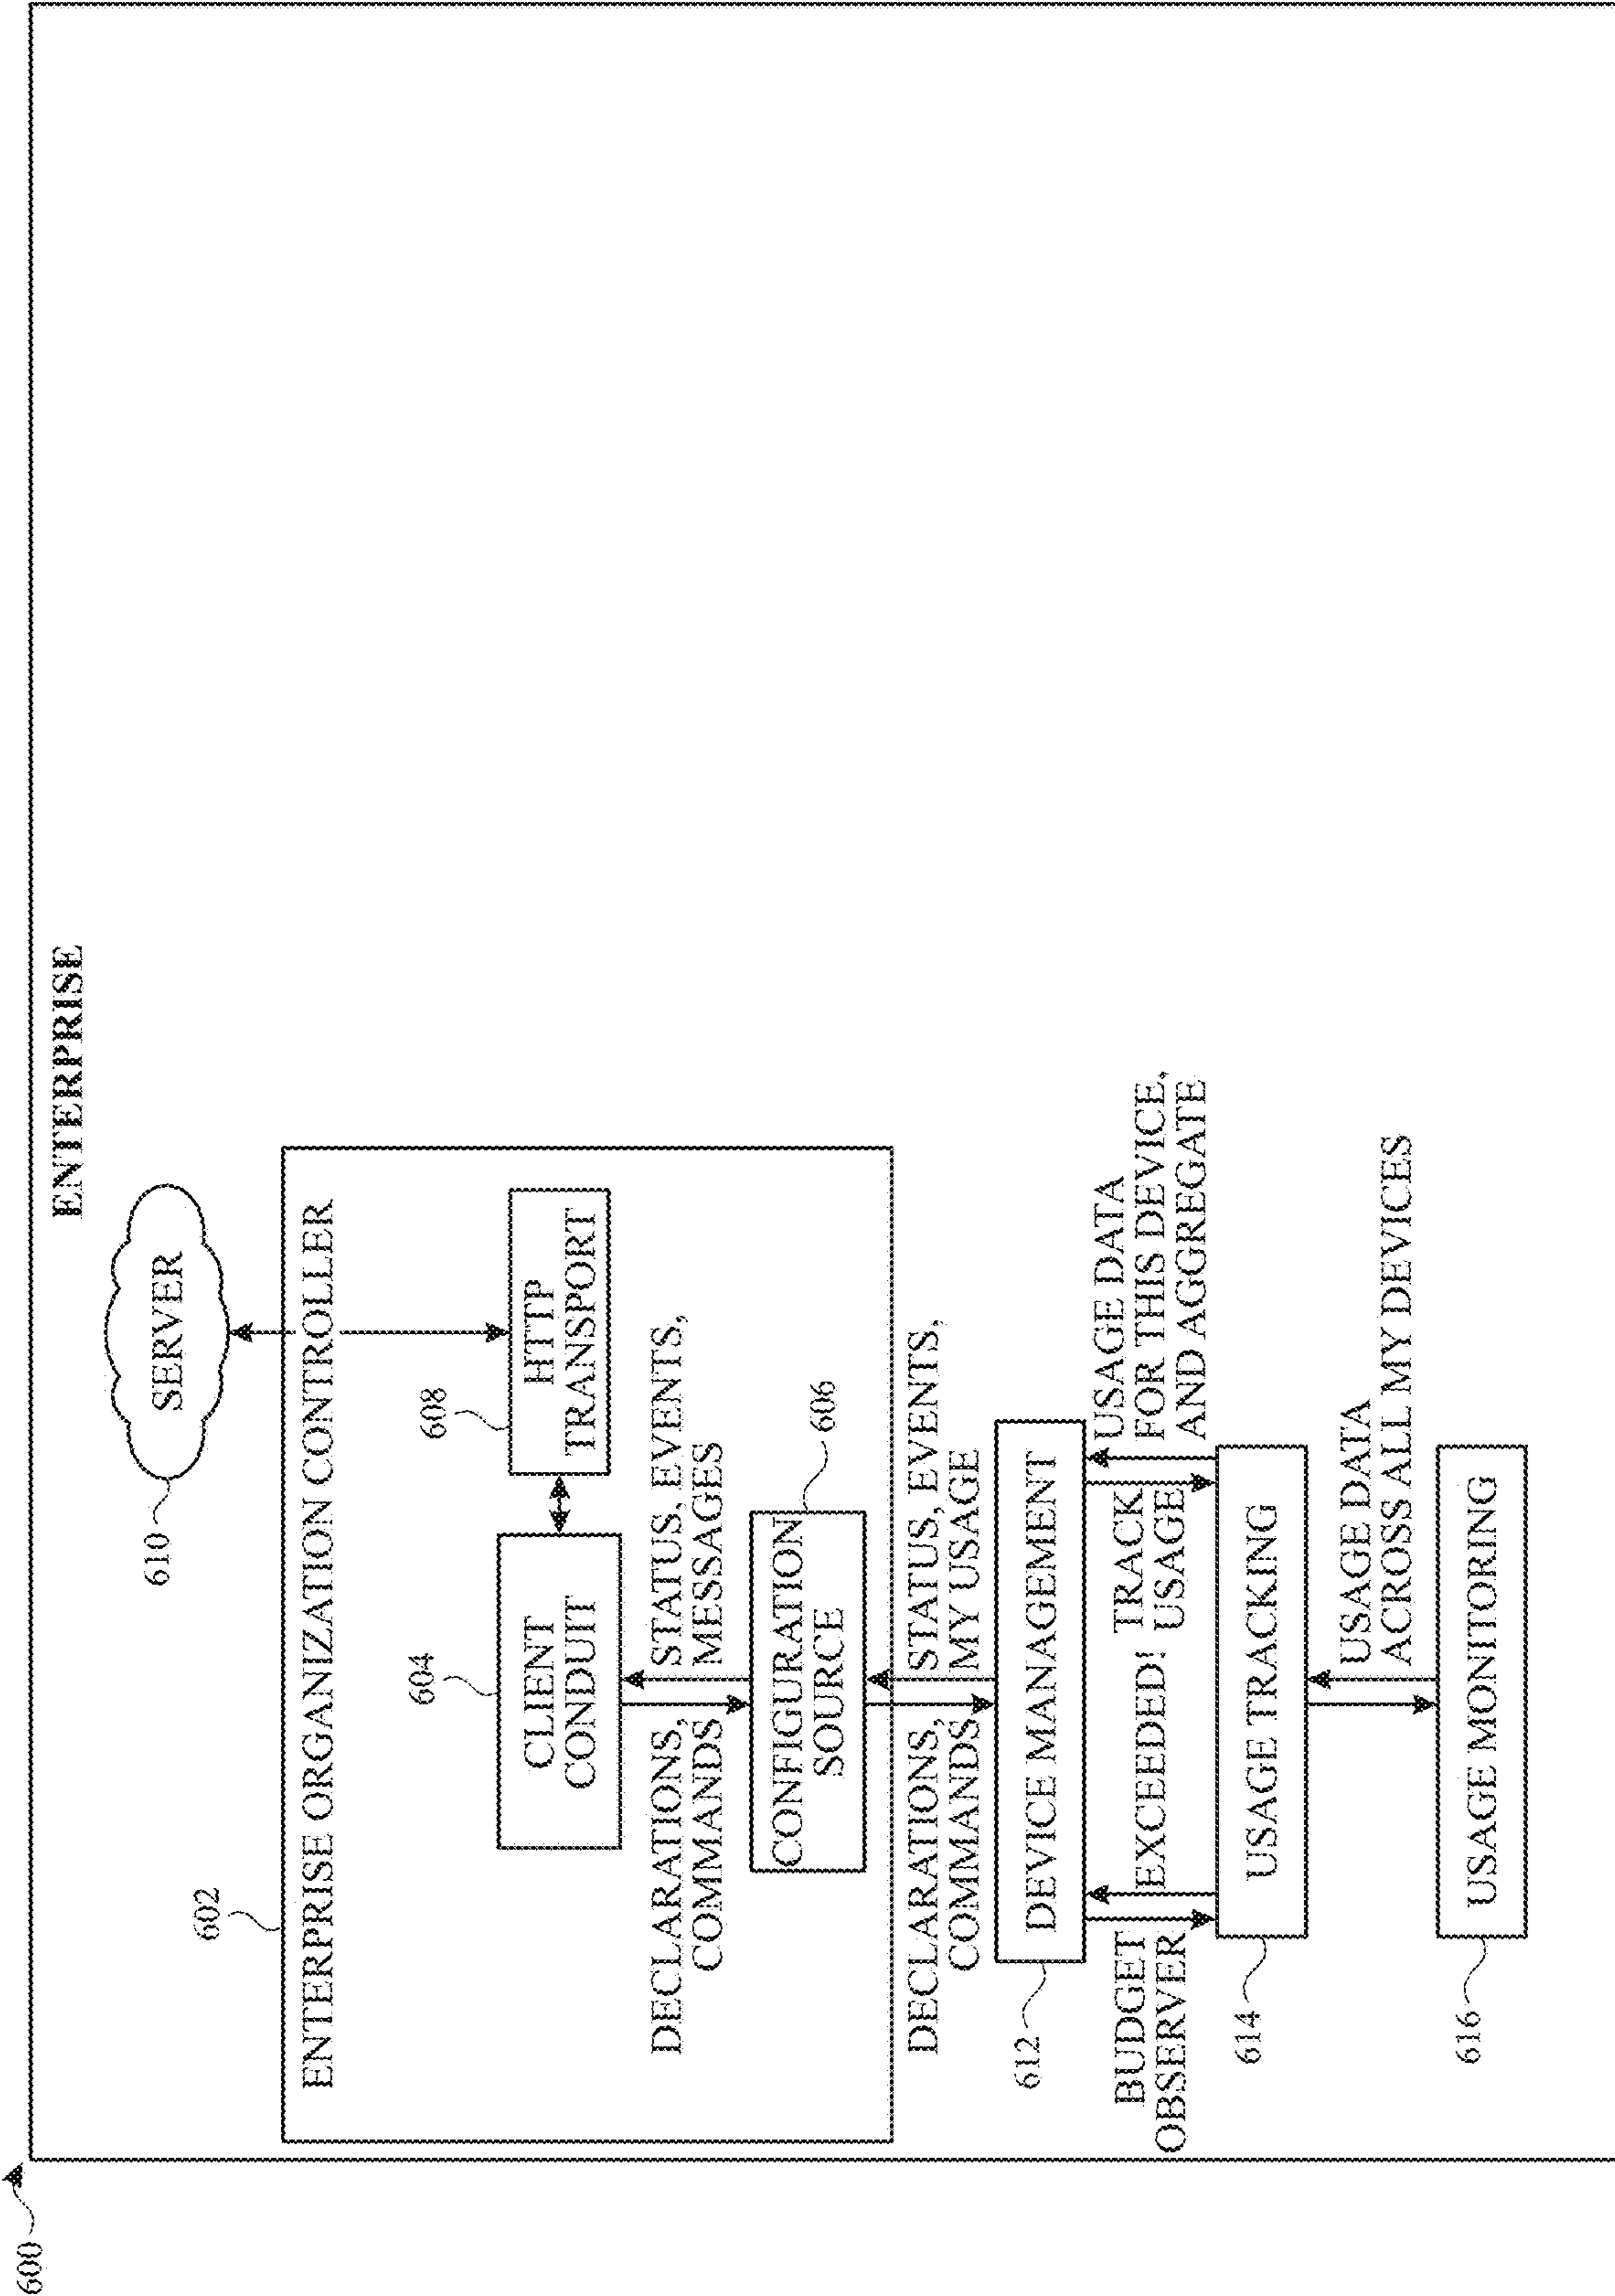 600
ENTERPRISE
SERVER
610
602
ENTERPRISE ORGANIZATION CONTROLLER
604
CLIENT
CONDUIT
608
HTTP
TRANSPORT
DECLARATIONS,
COMMANDS
STATUS, EVENTS,
MESSAGES
CONFIGURATION
SOURCE
606
DECLARATIONS,
COMMANDS
STATUS, EVENTS,
MY USAGE
612
DEVICE MANAGEMENT
BUDGET
OBSERVER
EXCEEDED!
TRACK
USAGE
USAGE DATA
FOR THIS DEVICE,
AND AGGREGATE
614
USAGE TRACKING
USAGE DATA
ACROSS ALL MY DEVICES
616
USAGE MONITORING